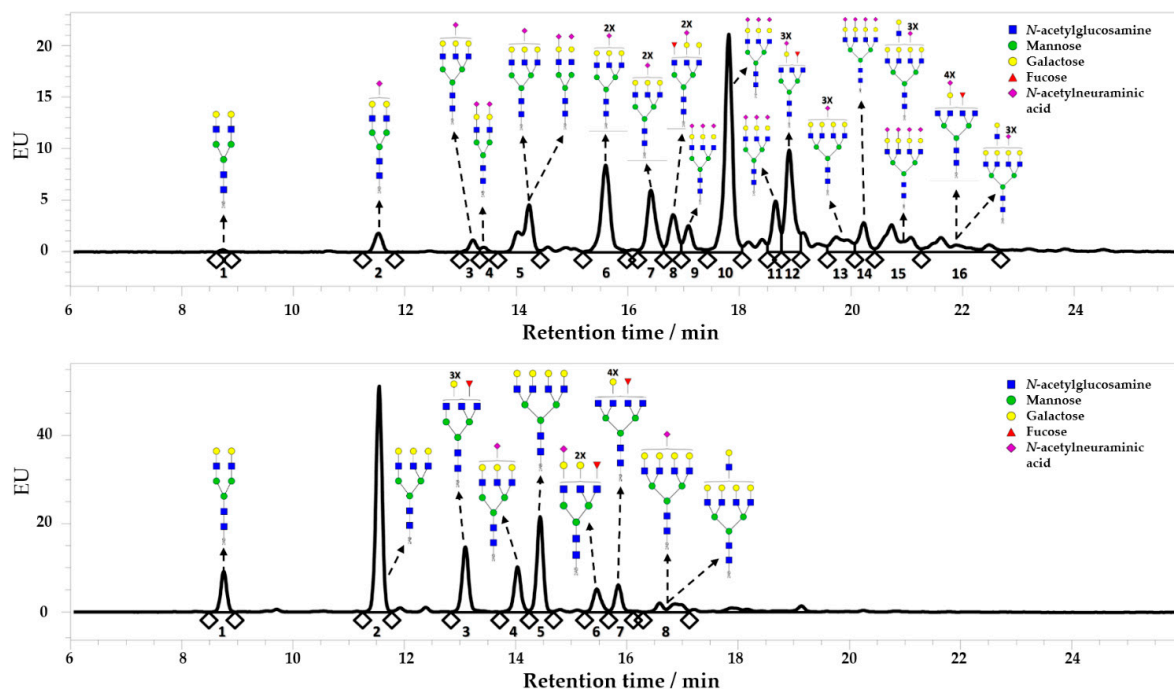 20
15
10
5
0
EU
2X
2X
2X
3X
3X
3X
4X
3X
N-acetylglucosamine
Mannose
Galactose
Fucose
N-acetylneuraminic
acid
1
2
3
4
5
6
7
8
9
10
11
12
13
14
15
16
6
8
10
12
14
16
18
20
22
24
Retention time / min
40
20
0
EU
3X
2X
4X
N-acetylglucosamine
Mannose
Galactose
Fucose
N-acetylneuraminic
acid
1
2
3
4
5
6
7
8
6
8
10
12
14
16
18
20
22
24
Retention time / min